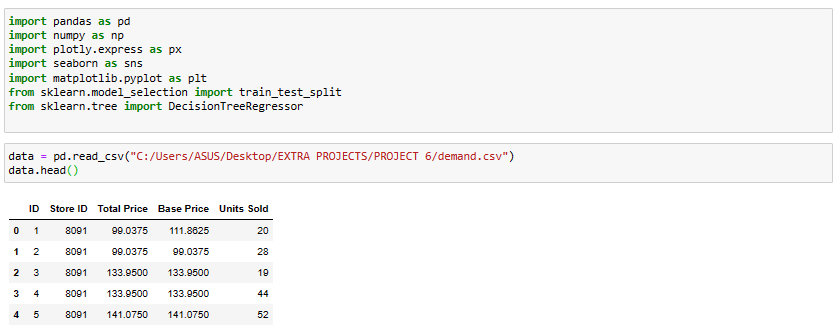 import pandas as pd
import numpy as np
import plotly.express as px
import seaborn as sns
import matplotlib.pyplot as plt
from sklearn.model_selection import train_test_split
from sklearn.tree import DecisionTreeRegressor
data = pd.read_csv("C:/Users/ASUS/Desktop/EXTRA PROJECTS/PROJECT 6/demand.csv")
data.head()
ID Store ID Total Price Base Price Units Sold
0 1 8091 99.0375 111.8625 20
1 2 8091 99.0375 99.0375 28
2 3 8091 133.9500 133.9500 19
3 4 8091 133.9500 133.9500 44
4 5 8091 141.0750 141.0750 52